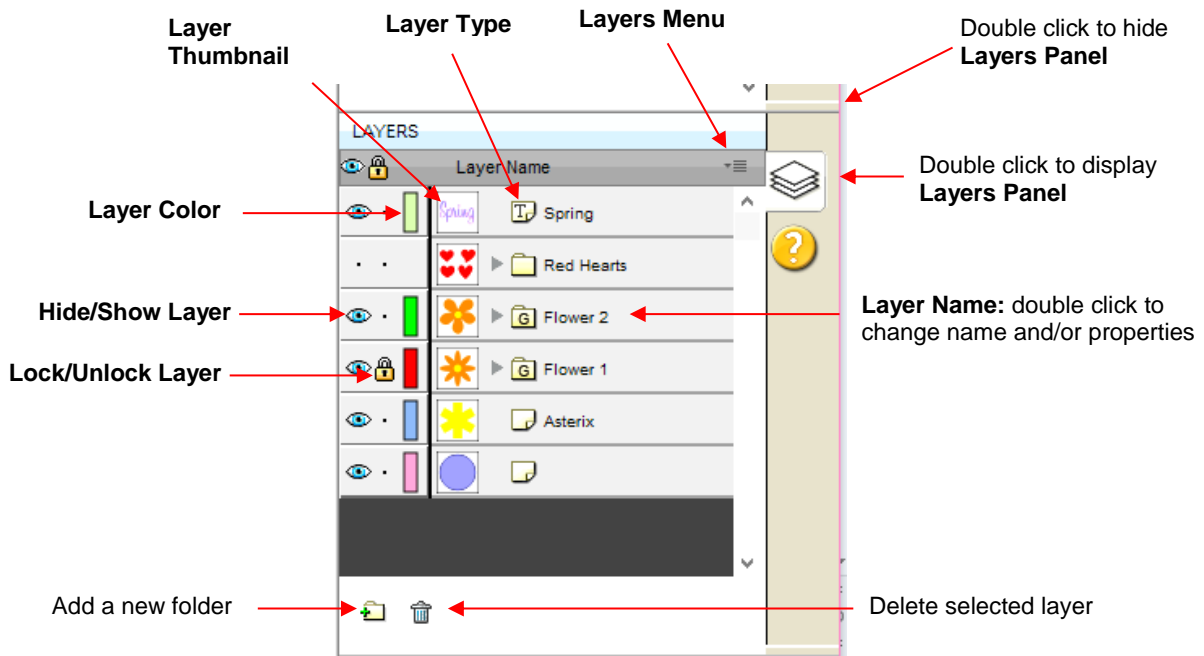 Layer
Thumbnail
Layer Type
Layers Menu
Double click to hide
Layers Panel
LAYERS
Layer Name
Double click to display
Layers Panel
Layer Color
Spring
T
Spring
?
Red Hearts
Hide/Show Layer
G
Flower 2
Layer Name: double click to
change name and/or properties
Lock/Unlock Layer
G
Flower 1
Asterix
Add a new folder
Delete selected layer